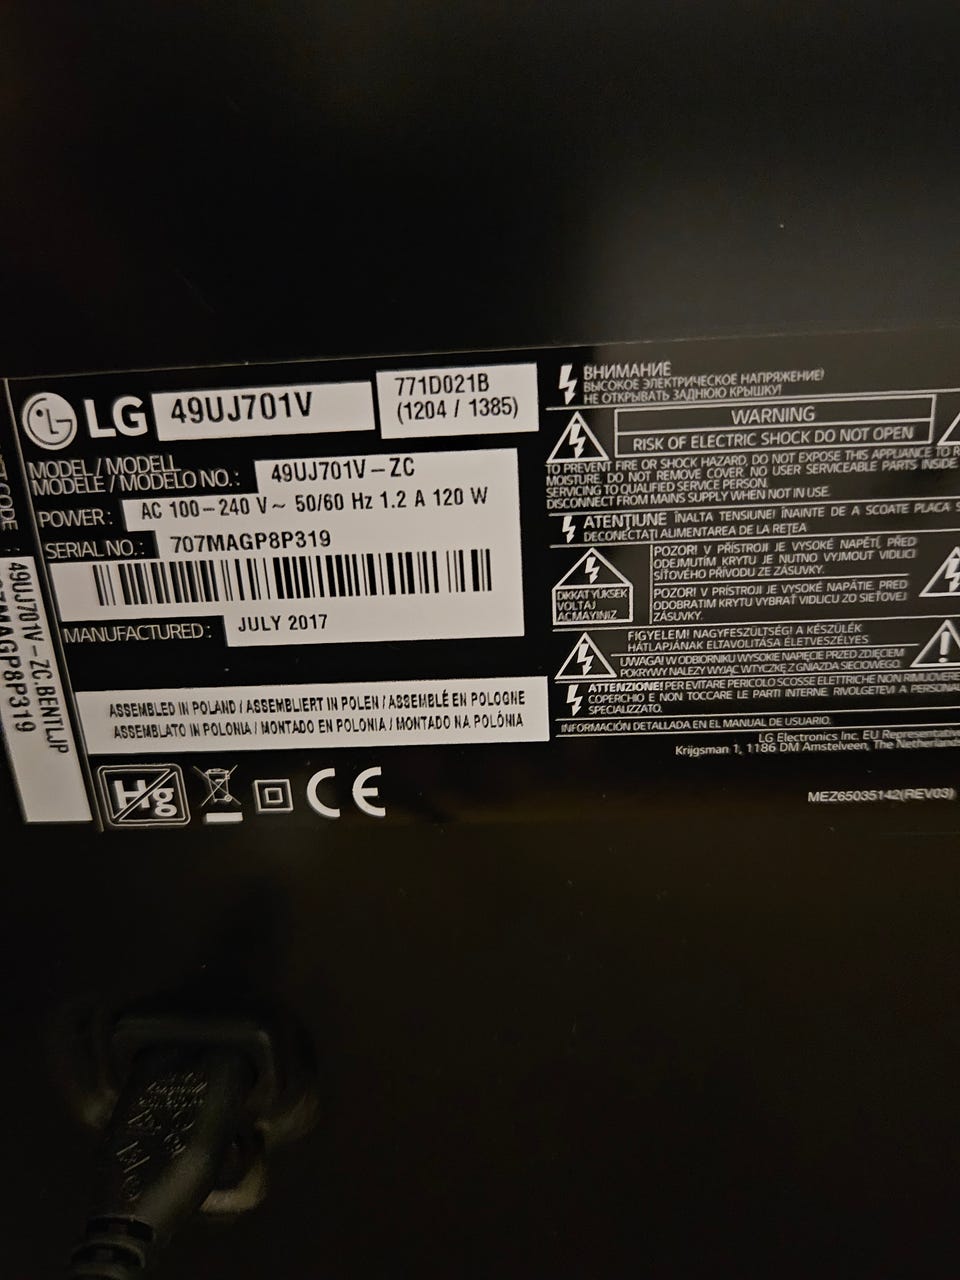 LG
49UJ701V
771D021B
(1204 / 1385)
MODEL / MODELL
MODÈLE / MODELO NO. :
49UJ701V-ZC
POWER :
AC 100-240 V~ 50/60 Hz 1.2 A 120 W
SERIAL NO. :
707MAGP8P319
MANUFACTURED :
JULY 2017
ASSEMBLED IN POLAND / ASSEMBLIERT IN POLEN / ASSEMBLÉ EN POLOGNE
ASSEMBLATO IN POLONIA / MONTADO EN POLONIA / MONTADO NA POLÓNIA
Hg
CE
49UJ701V-ZC.BENTLJP
707MAGP8P319
CODE
ВНИМАНИЕ
ВЫСОКОЕ ЭЛЕКТРИЧЕСКОЕ НАПРЯЖЕНИЕ!
НЕ ОТКРЫВАТЬ ЗАДНЮЮ КРЫШКУ!
WARNING
RISK OF ELECTRIC SHOCK DO NOT OPEN
TO PREVENT FIRE OR SHOCK HAZARD, DO NOT EXPOSE THIS APPLIANCE TO
MOISTURE. DO NOT REMOVE COVER. NO USER SERVICEABLE PARTS INSIDE.
SERVICING TO QUALIFIED SERVICE PERSON.
DISCONNECT FROM MAINS SUPPLY WHEN NOT IN USE.
ATENŢIUNE ÎNALTA TENSIUNE! ÎNAINTE DE A SCOATE PLACA
DECONECTAŢI ALIMENTAREA DE LA REŢEA
DIKKAT YÜKSEK
VOLTAJ
AÇMAYINIZ
POZOR! V PŘÍSTROJI JE VYSOKÉ NAPĚTÍ, PŘED
ODEJMUTÍM KRYTU JE NUTNO VYJMOUT VIDLICI
SÍŤOVÉHO PŘÍVODU ZE ZÁSUVKY.
POZOR! V PRÍSTROJI JE VYSOKÉ NAPÄTIE, PRED
ODOBRATIM KRYTU VYBRAŤ VIDLICU ZO SIEŤOVEJ
ZÁSUVKY.
FIGYELEM! NAGYFESZÜLTSÉG! A KÉSZÜLÉK
HÁTLAPJÁNAK ELTAVOLÍTÁSA ÉLETVESZÉLYES
UWAGA! W ODBIORNIKU WYSOKIE NAPIĘCIE PRZED ZDJĘCIEM
POKRYWY NALEŻY WYJĄĆ WTYCZKĘ Z GNIAZDA SIECIOWEGO.
ATTENZIONE! PER EVITARE PERICOLO SCOSSE ELETTRICHE NON RIMUOVERE
COPERCHIO E NON TOCCARE LE PARTI INTERNE. RIVOLGETEVI A
SPECIALIZZATO.
INFORMACIÓN DETALLADA EN EL MANUAL DE USUARIO.
LG Electronics Inc. EU Representative
Krijgsman 1, 1186 DM Amstelveen, The Netherlands
MEZ65035142(REV03)